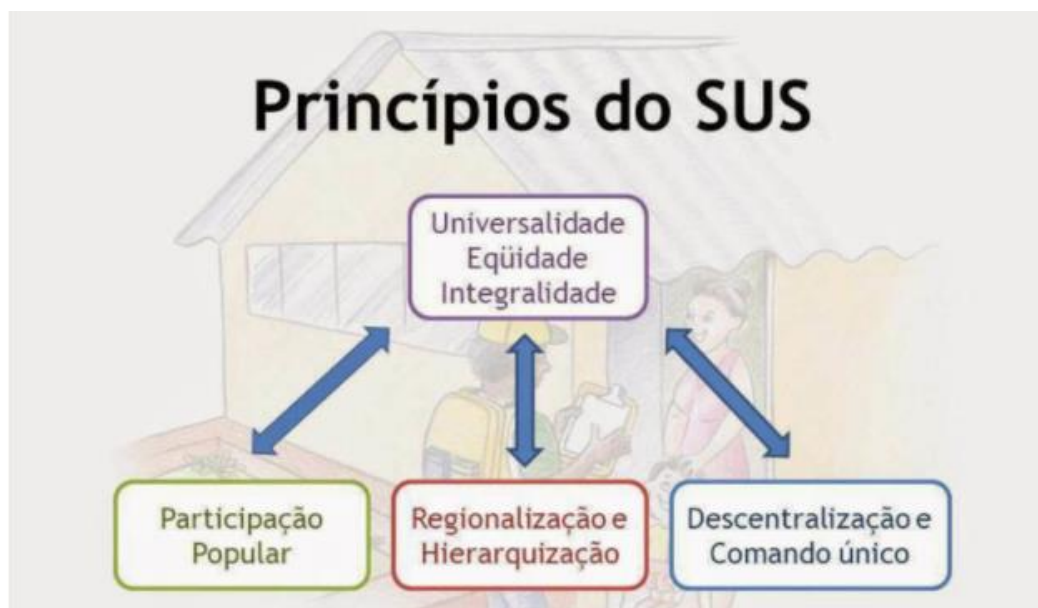 Princípios do SUS
Universalidade
Eqüidade
Integralidade
Participação
Popular
Regionalização e
Hierarquização
Descentralização e
Comando único